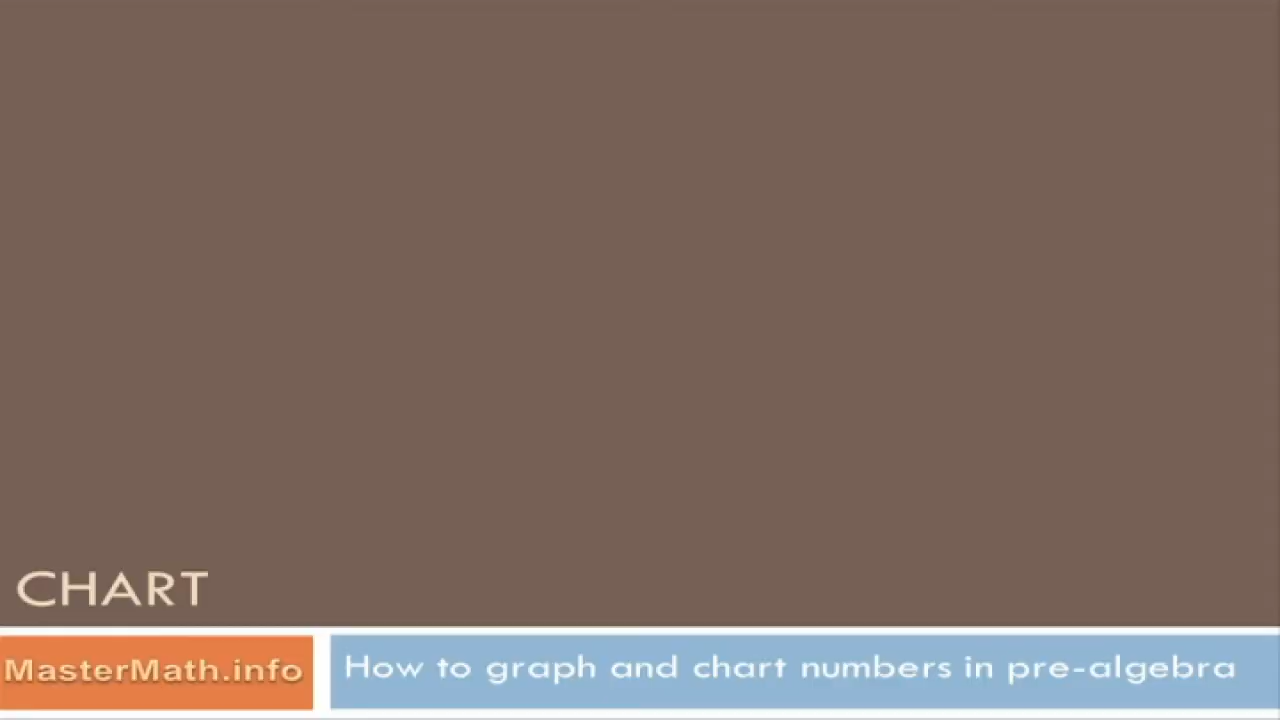 CHART
MasterMath.info
How to graph and chart numbers in pre-algebra